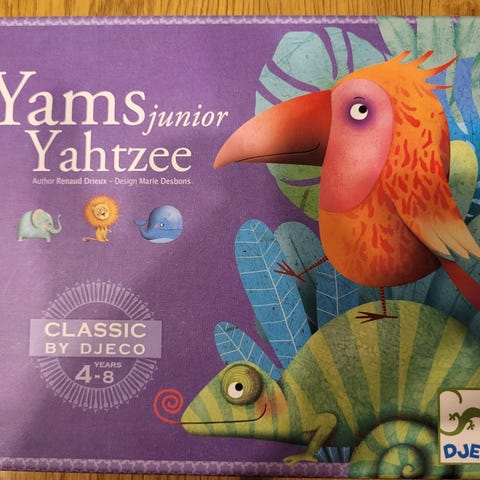 Yams junior
Yahtzee
Author Renaud Drieux – Design Marie Desbons
CLASSIC
BY DJECO
YEARS
4-8
DJE